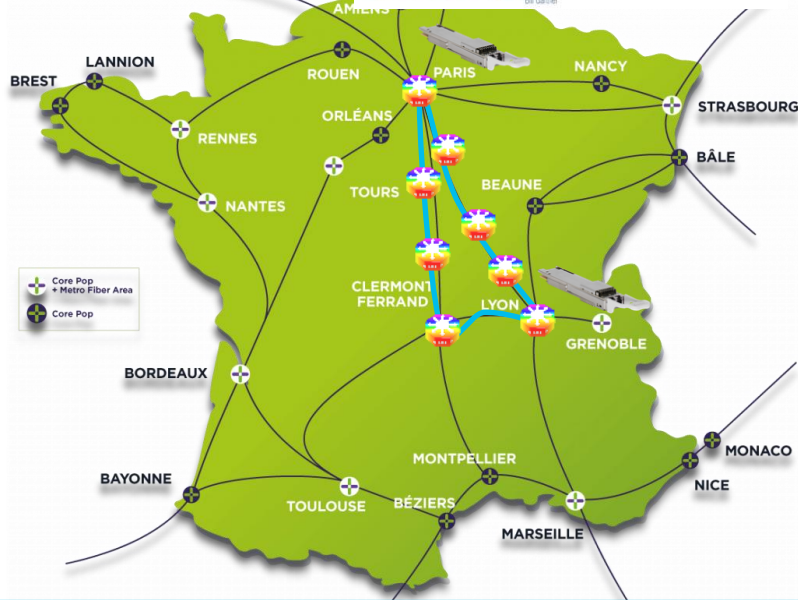 AMIENS
LANNION
BREST
ROUEN
PARIS
NANCY
STRASBOURG
ORLÉANS
RENNES
BÂLE
TOURS
BEAUNE
NANTES
Core Pop
+ Metro Fiber Area
Core Pop
CLERMONT
FERRAND
LYON
GRENOBLE
BORDEAUX
MONTPELLIER
MONACO
BAYONNE
NICE
TOULOUSE
BÉZIERS
MARSEILLE